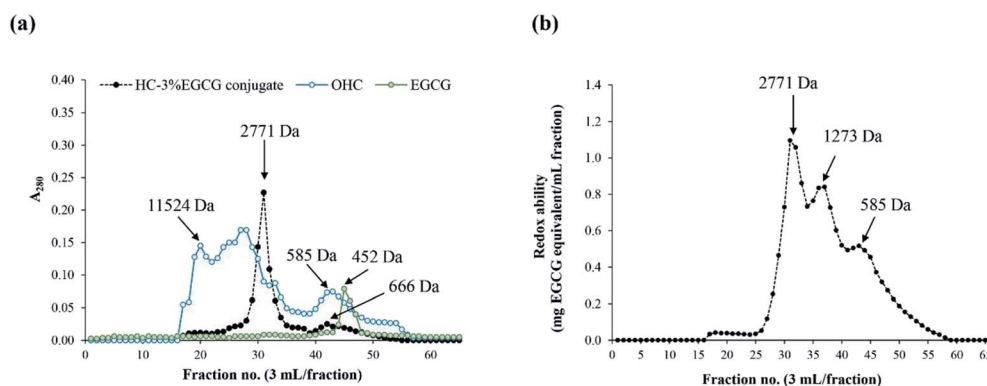 (a)
(b)
0.40
0.35
0.30
0.25
0.20
0.15
0.10
0.05
0.00
A280
HC-3%EGCG conjugate OHC EGCG
2771 Da
11524 Da
585 Da
452 Da
666 Da
0 10 20 30 40 50 60
Fraction no. (3 mL/fraction)
1.4
1.2
1.0
0.8
0.6
0.4
0.2
0.0
Redox ability
(mg EGCG equivalent/mL fraction)
2771 Da
1273 Da
585 Da
0 5 10 15 20 25 30 35 40 45 50 55 60 65
Fraction no. (3 mL/fraction)